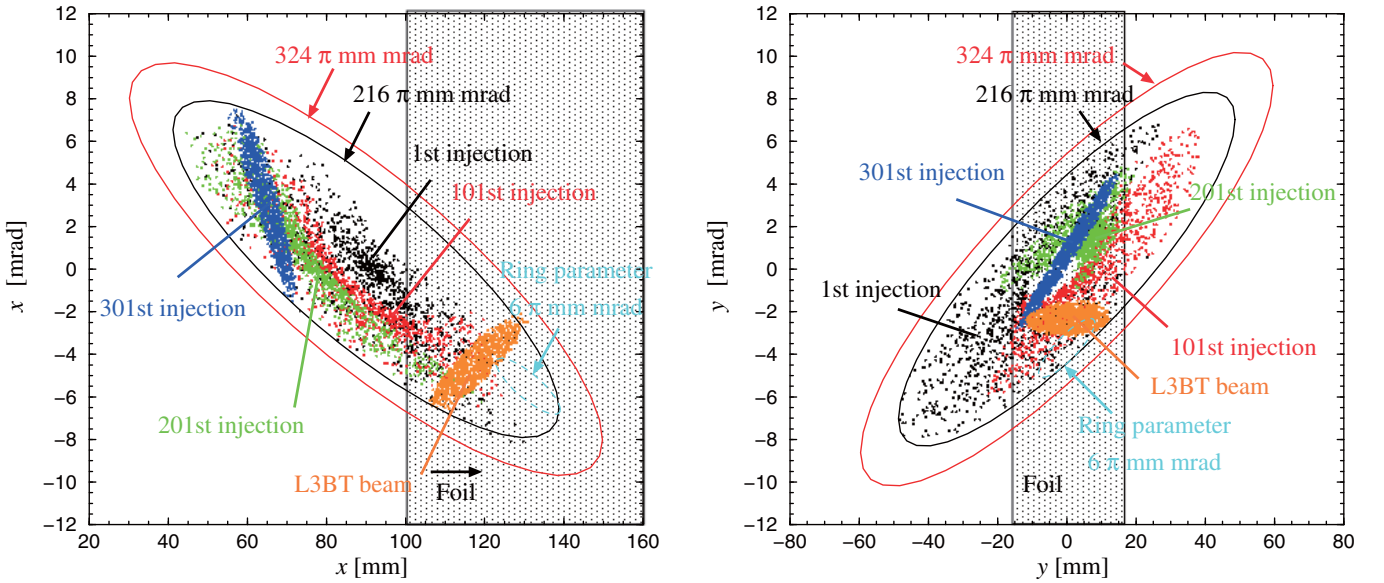 12
10
8
6
4
2
0
−2
−4
−6
−8
−10
−12
x [mrad]
324 π mm mrad
216 π mm mrad
1st injection
101st injection
Ring parameter
6 π mm mrad
301st injection
201st injection
L3BT beam
Foil
20
40
60
80
100
120
140
160
x [mm]
12
10
8
6
4
2
0
−2
−4
−6
−8
−10
−12
y [mrad]
324 π mm mrad
216 π mm mrad
301st injection
201st injection
1st injection
101st injection
L3BT beam
Ring parameter
6 π mm mrad
Foil
−80
−60
−40
−20
0
20
40
60
80
y [mm]